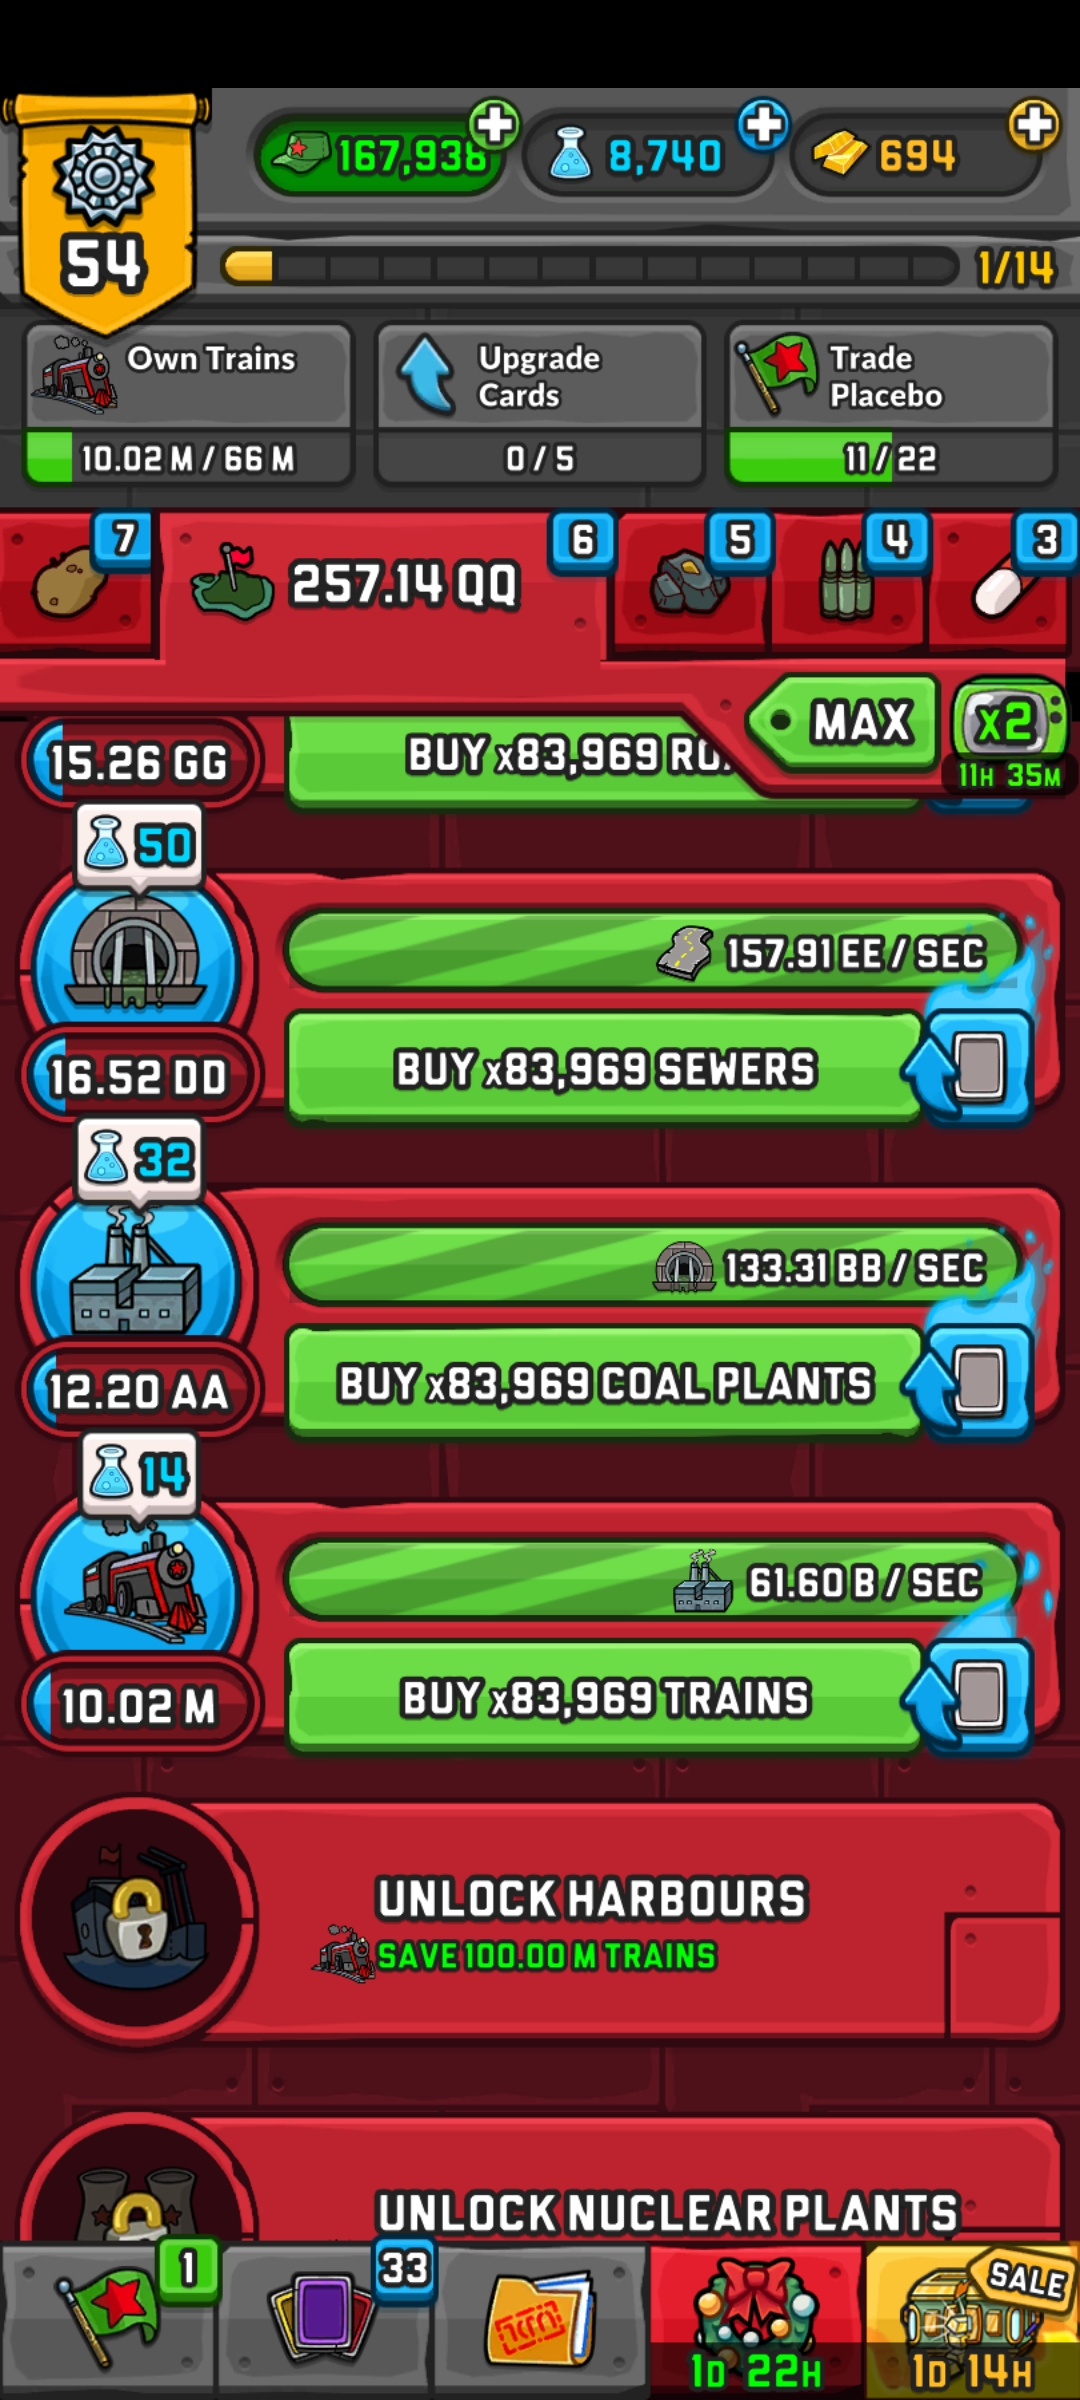 167,938
8,740
694
54
1/14
Own Trains
10.02 M / 66 M
Upgrade
Cards
0 / 5
Trade
Placebo
11 / 22
7
257.14 QQ
6
5
4
3
MAX
x2
11H 35M
15.26 GG
BUY x83,969 RO
50
157.91 EE / SEC
16.52 DD
BUY x83,969 SEWERS
32
133.31 BB / SEC
12.20 AA
BUY x83,969 COAL PLANTS
14
61.60 B / SEC
10.02 M
BUY x83,969 TRAINS
UNLOCK HARBOURS
SAVE 100.00 M TRAINS
UNLOCK NUCLEAR PLANTS
1
33
SALE
1D 22H
1D 14H